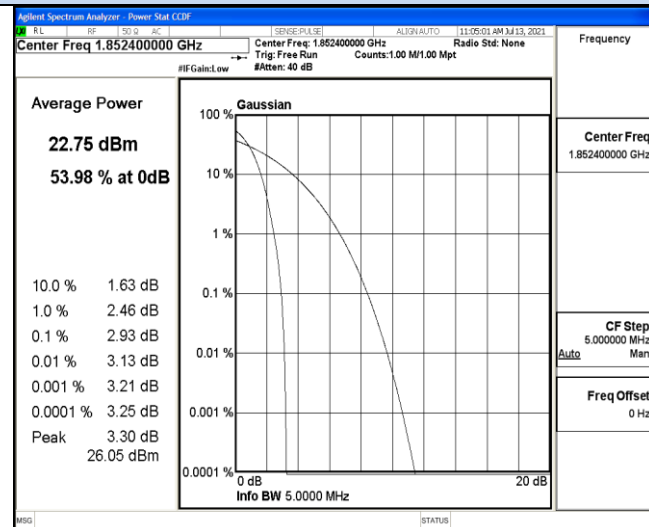 Agilent Spectrum Analyzer - Power Stat CCDF
RL RF 50 Ω AC SENSE:PULSE ALIGN AUTO 11:05:01 AM Jul 13, 2021
Center Freq 1.852400000 GHz
Center Freq: 1.852400000 GHz Radio Std: None
Trig: Free Run Counts:1.00 M/1.00 Mpt
#IFGain:Low #Atten: 40 dB
Frequency
Average Power
22.75 dBm
53.98 % at 0dB
10.0 % 1.63 dB
1.0 % 2.46 dB
0.1 % 2.93 dB
0.01 % 3.13 dB
0.001 % 3.21 dB
0.0001 % 3.25 dB
Peak 3.30 dB
26.05 dBm
Gaussian
100 %
10 %
1 %
0.1 %
0.01 %
0.001 %
0.0001 %
0 dB 20 dB
Info BW 5.0000 MHz
Center Freq
1.852400000 GHz
CF Step
5.000000 MHz
Auto Man
Freq Offset
0 Hz
MSG STATUS